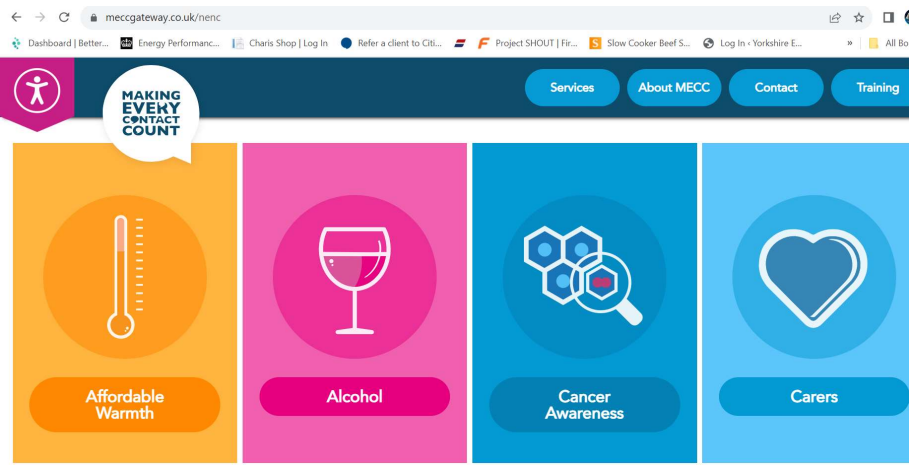 meccgateway.co.uk/nenc
Dashboard | Better... Energy Performanc... Charis Shop | Log In Refer a client to Citi... Project SHOUT | Fir... Slow Cooker Beef S... Log In ‹ Yorkshire E... » All Bo
MAKING
EVERY
CONTACT
COUNT
Services About MECC Contact Training
Affordable
Warmth
Alcohol
Cancer
Awareness
Carers